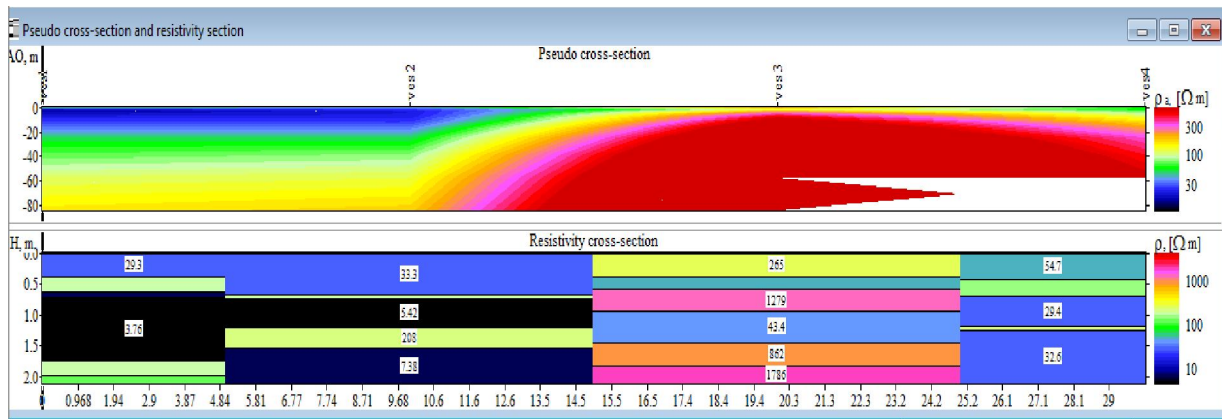 Pseudo cross-section and resistivity section
AO, m
Pseudo cross-section
ves 2
ves 3
ves4
ρ a, [Ω m]
0
-20
-40
-60
-80
300
100
30
H, m
Resistivity cross-section
ρ, [Ω m]
0.0
0.5
1.0
1.5
2.0
29.3
3.76
33.3
5.42
208
7.38
265
1279
43.4
862
1786
54.7
29.4
32.6
1000
100
10
0.968 1.94 2.9 3.87 4.84 5.81 6.77 7.74 8.71 9.68 10.6 11.6 12.6 13.5 14.5 15.5 16.5 17.4 18.4 19.4 20.3 21.3 22.3 23.2 24.2 25.2 26.1 27.1 28.1 29